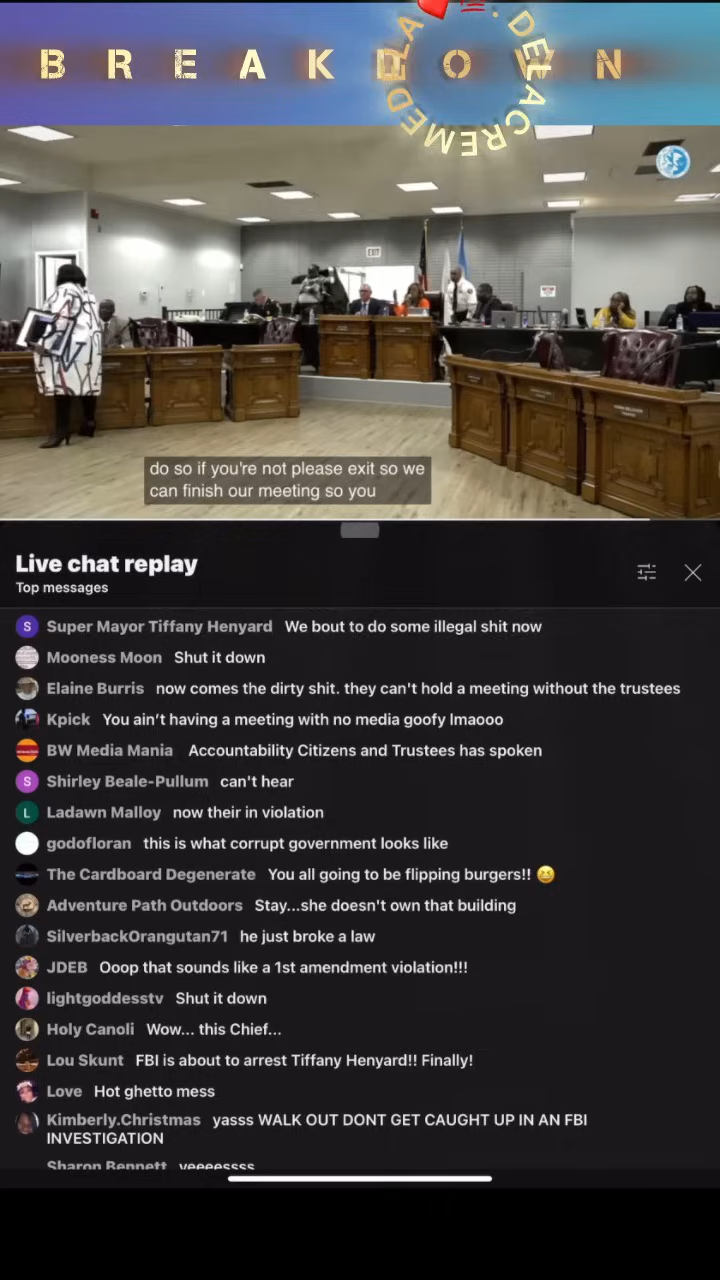 B R E A K D O W N
DELACREMEDELA
EXIT
do so if you're not please exit so we
can finish our meeting so you
Live chat replay
Top messages
S Super Mayor Tiffany Henyard We bout to do some illegal shit now
Mooness Moon Shut it down
Elaine Burris now comes the dirty shit. they can't hold a meeting without the trustees
Kpick You ain’t having a meeting with no media goofy lmaooo
BW Media Mania Accountability Citizens and Trustees has spoken
S Shirley Beale-Pullum can't hear
L Ladawn Malloy now their in violation
godofloran this is what corrupt government looks like
The Cardboard Degenerate You all going to be flipping burgers!! 😆
Adventure Path Outdoors Stay...she doesn't own that building
SilverbackOrangutan71 he just broke a law
JDEB Ooop that sounds like a 1st amendment violation!!!
lightgoddesstv Shut it down
Holy Canoli Wow... this Chief...
Lou Skunt FBI is about to arrest Tiffany Henyard!! Finally!
Love Hot ghetto mess
Kimberly.Christmas yasss WALK OUT DONT GET CAUGHT UP IN AN FBI
INVESTIGATION
Sharon Bennett yeeeessss